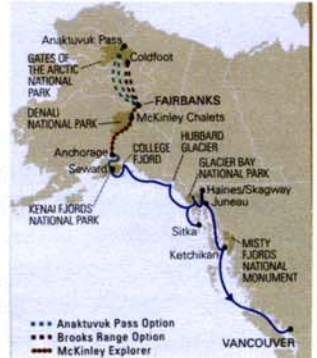 Anaktuvuk Pass
Coldfoot
GATES OF
THE ARCTIC
NATIONAL
PARK
FAIRBANKS
DENALI
NATIONAL PARK
McKinley Chalets
HUBBARD
GLACIER
COLLEGE
FJORD
GLACIER BAY
NATIONAL PARK
Anchorage
Seward
Haines/Skagway
Juneau
KENAI FJORDS
NATIONAL PARK
Sitka
Ketchikan
MISTY
FJORDS
NATIONAL
MONUMENT
Anaktuvuk Pass Option
Brooks Range Option
McKinley Explorer
VANCOUVER